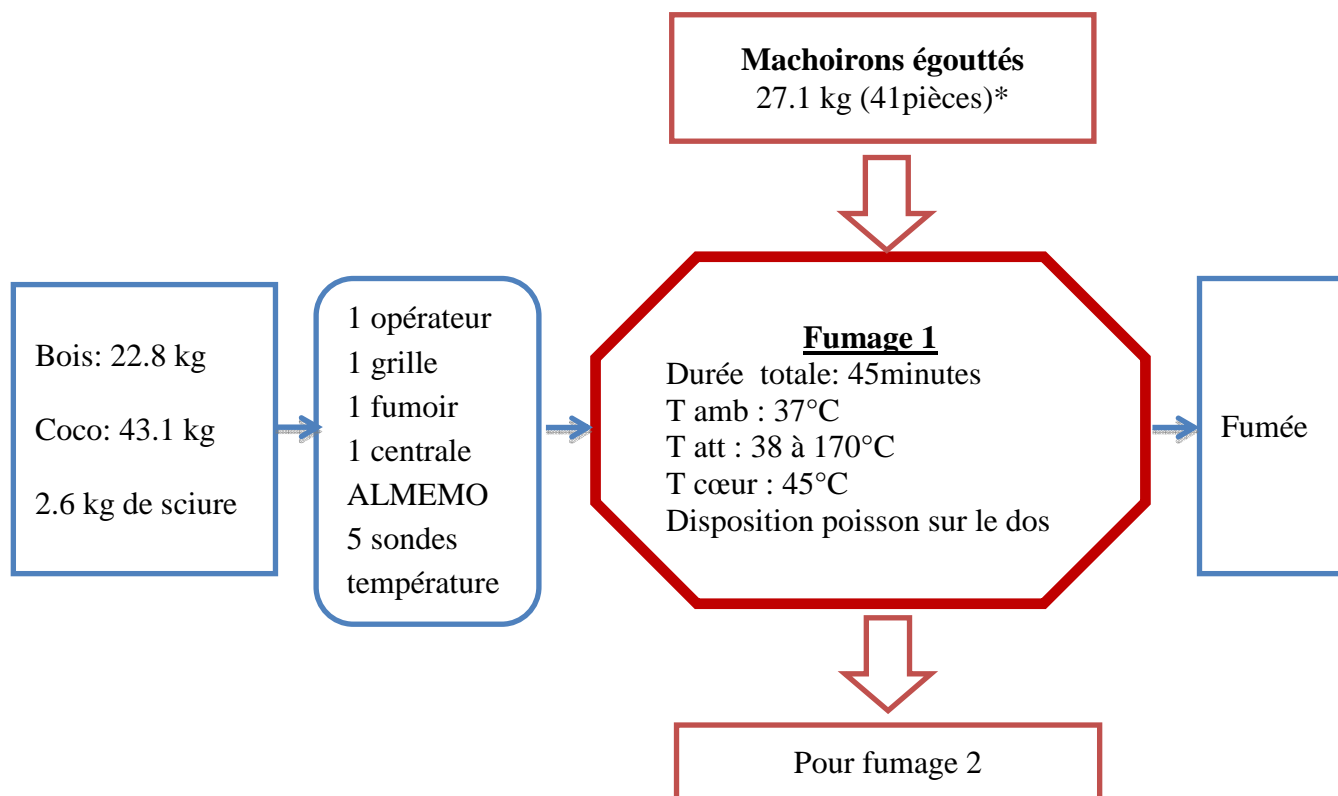 Machoirons égouttés
27.1 kg (41pièces)*
Bois: 22.8 kg
Coco: 43.1 kg
2.6 kg de sciure
1 opérateur
1 grille
1 fumoir
1 centrale
ALMEMO
5 sondes
température
Fumage 1
Durée totale: 45minutes
T amb : 37°C
T att : 38 à 170°C
T cœur : 45°C
Disposition poisson sur le dos
Fumée
Pour fumage 2